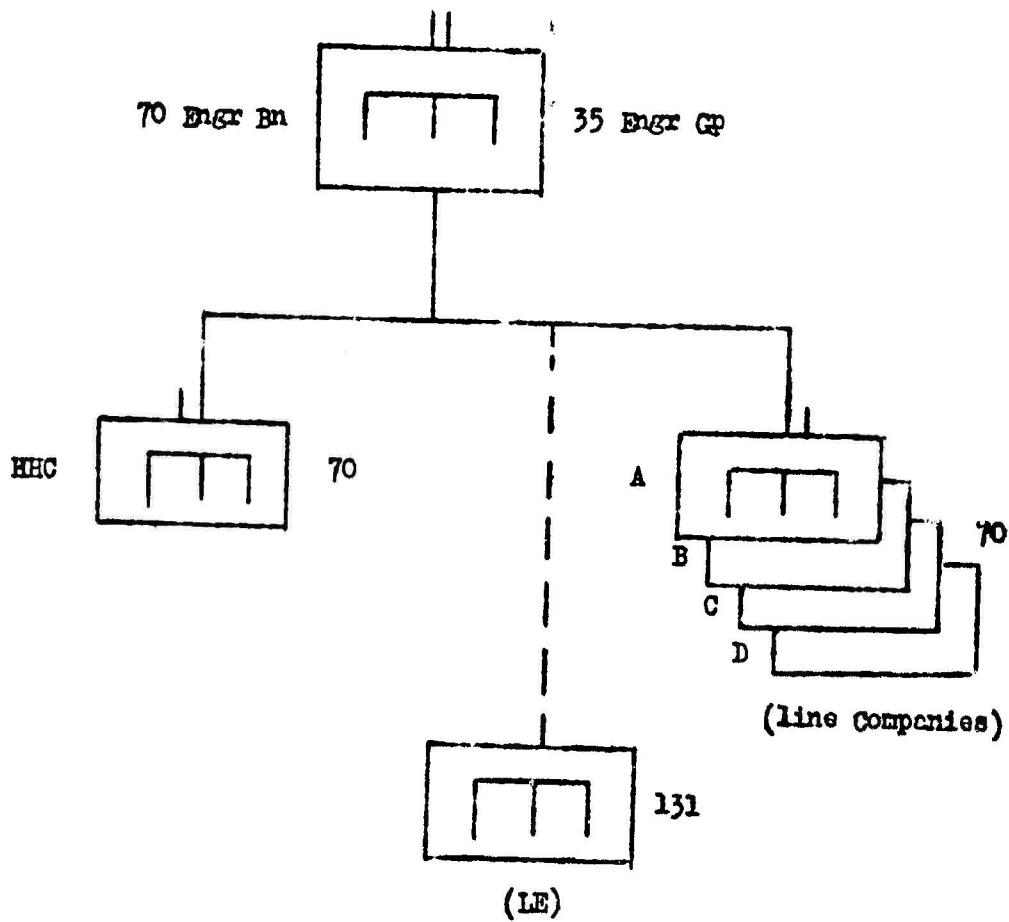 70 Engr Bn
35 Engr Gp
HHC
70
A
B
C
D
70
(line companies)
131
(LE)